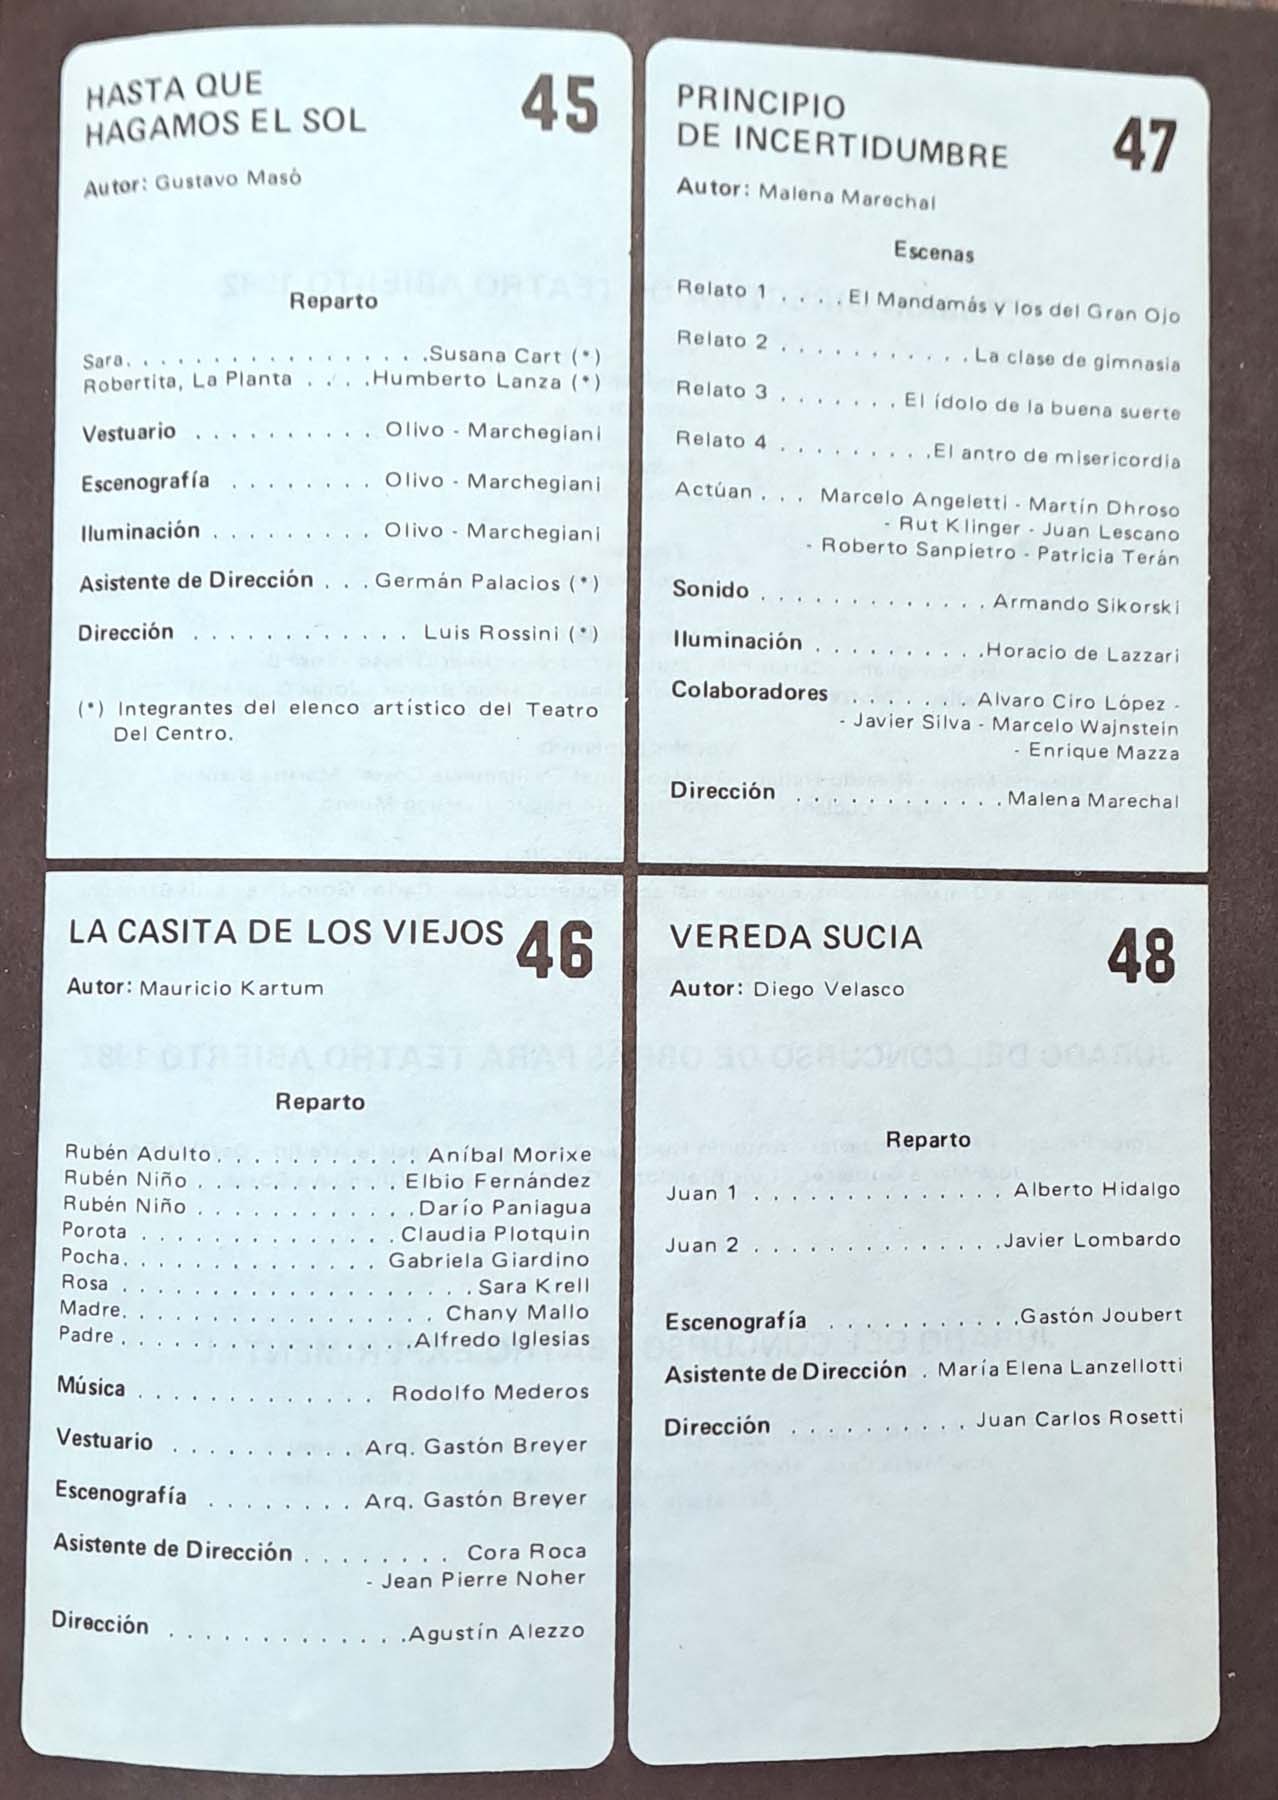 HASTA QUE
HAGAMOS EL SOL
45
Autor: Gustavo Masó
Reparto
Sara. . . . . . . . . . . . . . . . .Susana Cart (*)
Robertita, La Planta . . . .Humberto Lanza (*)
Vestuario . . . . . . . . . . Olivo - Marchegiani
Escenografía . . . . . . . . Olivo - Marchegiani
Iluminación . . . . . . . . . Olivo - Marchegiani
Asistente de Dirección . . . Germán Palacios (*)
Dirección . . . . . . . . . . . . Luis Rossini (*)
(*) Integrantes del elenco artístico del Teatro
Del Centro.
LA CASITA DE LOS VIEJOS
46
Autor: Mauricio Kartum
Reparto
Rubén Adulto. . . . . . . . . . . . Aníbal Morixe
Rubén Niño . . . . . . . . . . . . Elbio Fernández
Rubén Niño . . . . . . . . . . . . .Darío Paniagua
Porota . . . . . . . . . . . . . . Claudia Plotquin
Pocha. . . . . . . . . . . . . . Gabriela Giardino
Rosa . . . . . . . . . . . . . . . . . . . Sara Krell
Madre. . . . . . . . . . . . . . . . . Chany Mallo
Padre . . . . . . . . . . . . . . . .Alfredo Iglesias
Música . . . . . . . . . . . . . Rodolfo Mederos
Vestuario . . . . . . . . . . Arq. Gastón Breyer
Escenografía . . . . . . . . Arq. Gastón Breyer
Asistente de Dirección . . . . . . . . Cora Roca
- Jean Pierre Noher
Dirección . . . . . . . . . . . . .Agustín Alezzo
PRINCIPIO
DE INCERTIDUMBRE
47
Autor: Malena Marechal
Escenas
Relato 1 . . . . El Mandamás y los del Gran Ojo
Relato 2 . . . . . . . . . . . La clase de gimnasia
Relato 3 . . . . . . . El ídolo de la buena suerte
Relato 4 . . . . . . . . .El antro de misericordia
Actúan . . . Marcelo Angeletti - Martín Dhroso
- Rut Klinger - Juan Lescano
- Roberto Sanpietro - Patricia Terán
Sonido . . . . . . . . . . . . . Armando Sikorski
Iluminación . . . . . . . . . .Horacio de Lazzari
Colaboradores . . . . . . . Alvaro Ciro López -
- Javier Silva - Marcelo Wajnstein
- Enrique Mazza
Dirección . . . . . . . . . . . . Malena Marechal
VEREDA SUCIA
48
Autor: Diego Velasco
Reparto
Juan 1 . . . . . . . . . . . . . . Alberto Hidalgo
Juan 2 . . . . . . . . . . . . . .Javier Lombardo
Escenografía . . . . . . . . . . .Gastón Joubert
Asistente de Dirección . María Elena Lanzellotti
Dirección . . . . . . . . . . Juan Carlos Rosetti